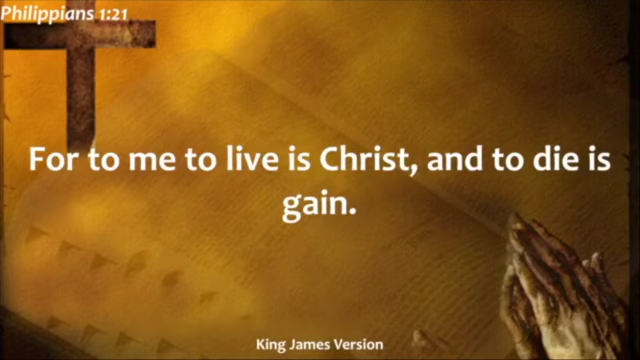 Philippians 1:21
For to me to live is Christ, and to die is
gain.
King James Version